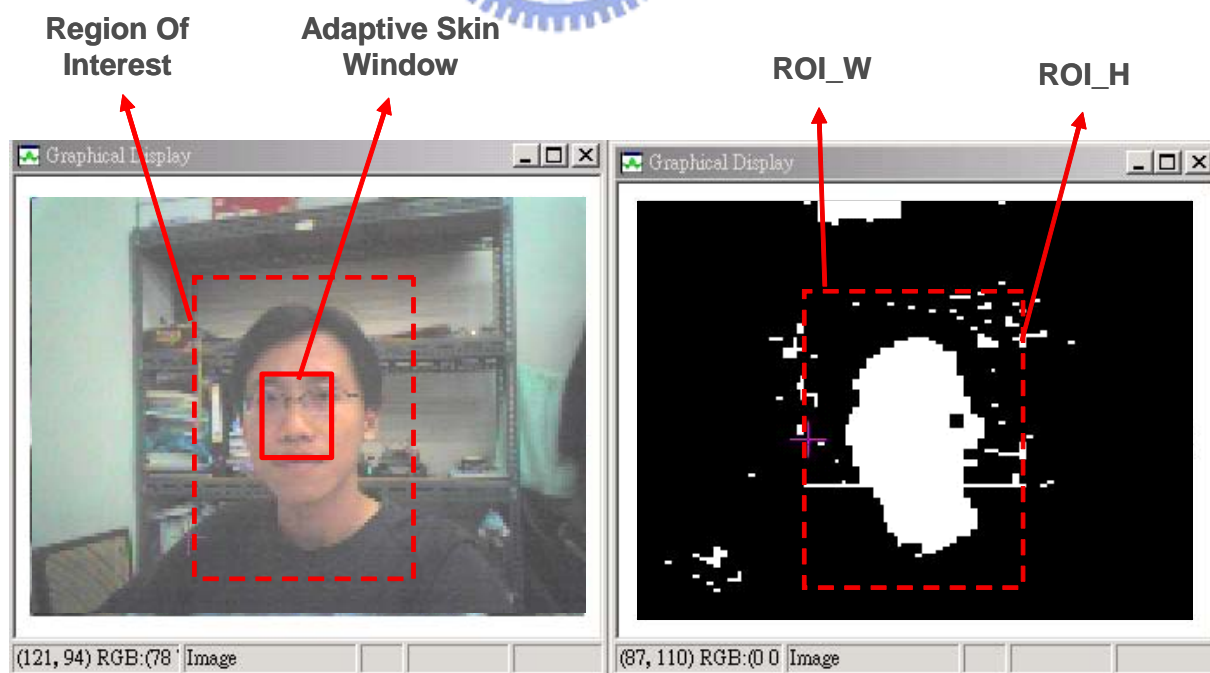 Region Of
Interest
Adaptive Skin
Window
ROI_W
ROI_H
Graphical Display
Graphical Display
(121, 94) RGB:(78
Image
(87, 110) RGB:(0 0
Image